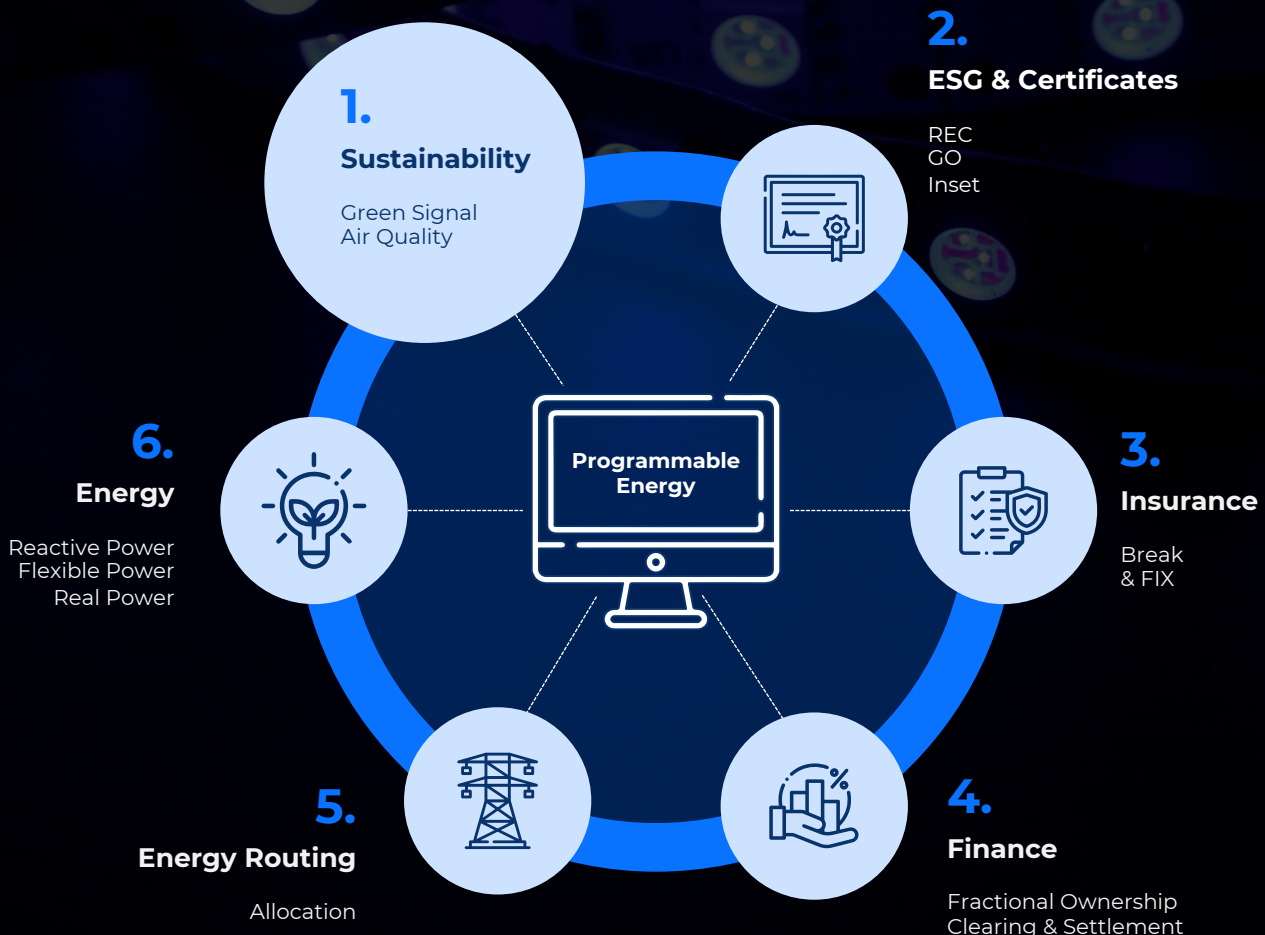 1.
Sustainability
Green Signal
Air Quality
2.
ESG & Certificates
REC
GO
Inset
3.
Insurance
Break
& FIX
4.
Finance
Fractional Ownership
Clearing & Settlement
5.
Energy Routing
Allocation
6.
Energy
Reactive Power
Flexible Power
Real Power
Programmable
Energy